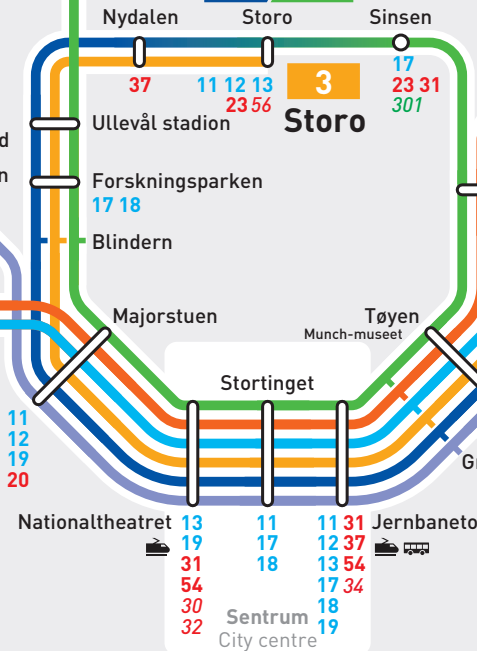 Nydalen
Storo
Sinsen
37
11 12 13
23 56
17
23 31
301
3
Storo
Ullevål stadion
d
n
Forskningsparken
17 18
Blindern
Majorstuen
Tøyen
Munch-museet
Stortinget
11
12
19
20
G
Nationaltheatret
13
19
31
54
30
32
11
17
18
11 31
12 37
13 54
17 34
18
19
Jernbaneto
Sentrum
City centre